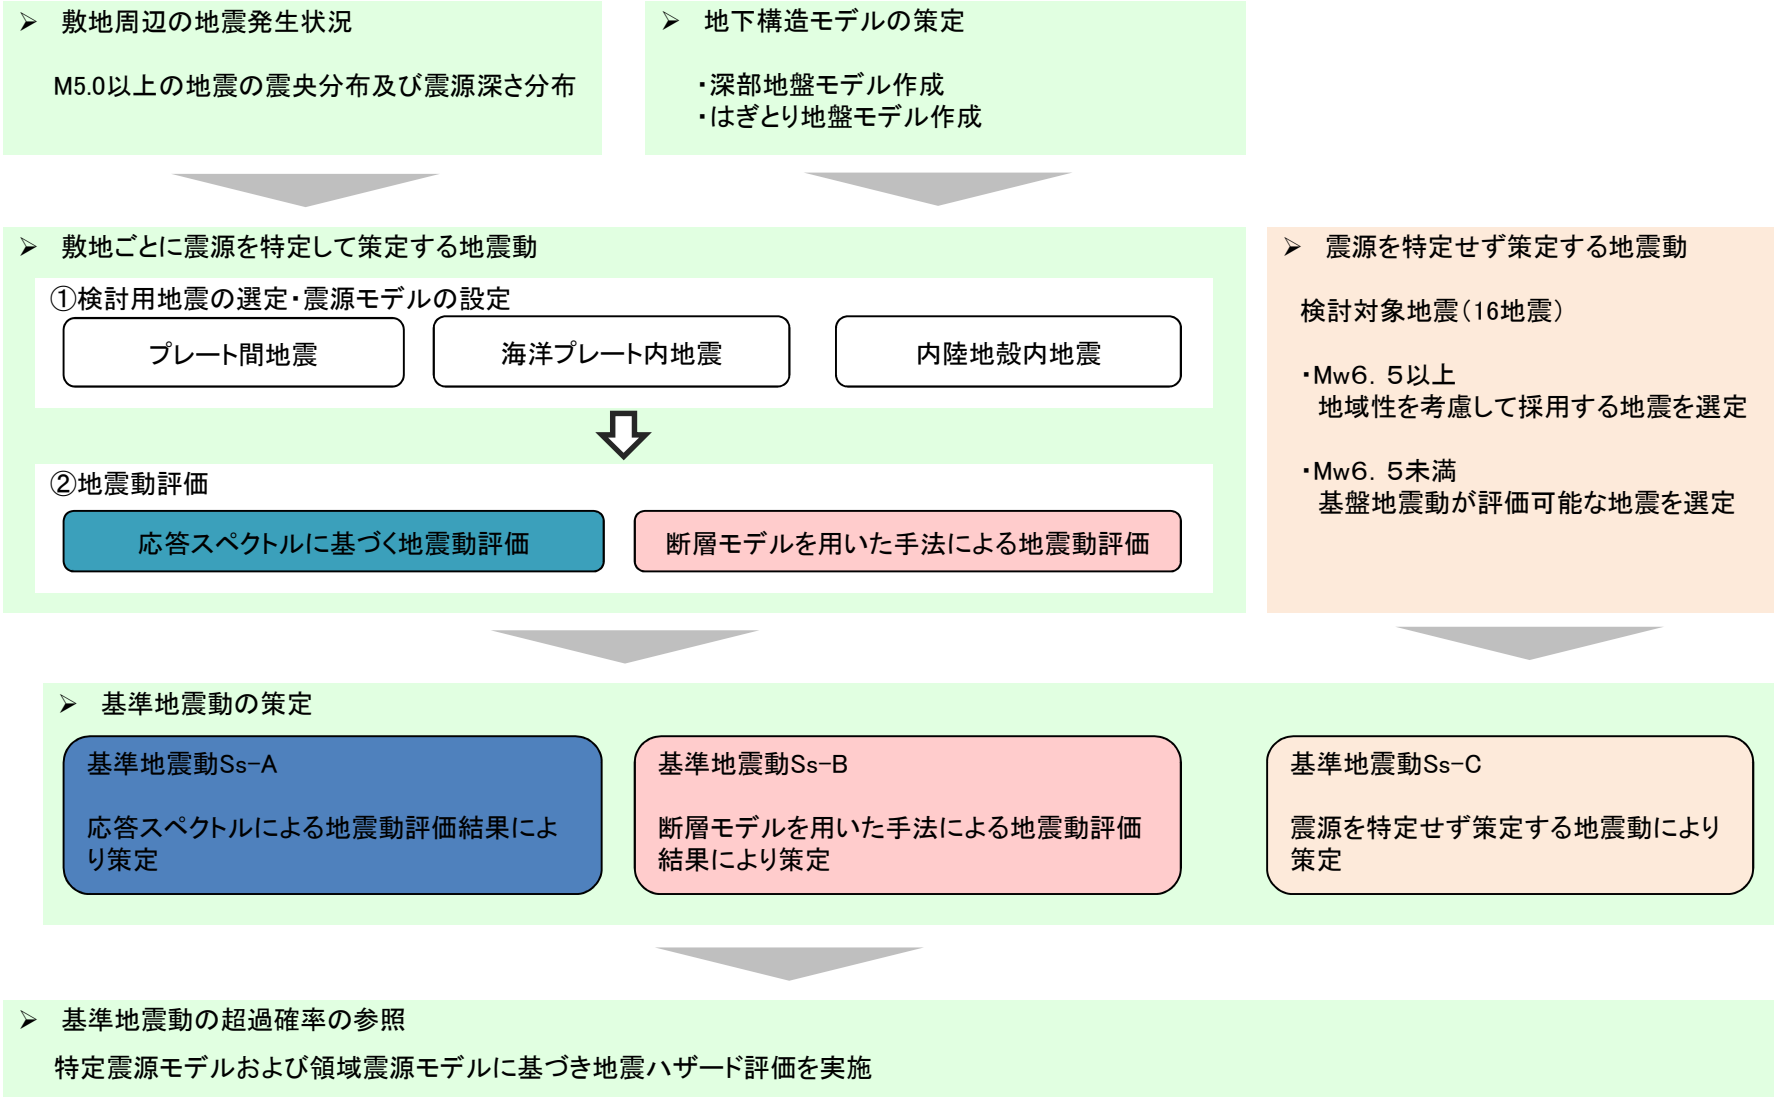 ➢ 敷地周辺の地震発生状況
M5.0以上の地震の震央分布及び震源深さ分布
➢ 地下構造モデルの策定
・深部地盤モデル作成
・はぎとり地盤モデル作成
➢ 敷地ごとに震源を特定して策定する地震動
①検討用地震の選定・震源モデルの設定
プレート間地震
海洋プレート内地震
内陸地殻内地震
②地震動評価
応答スペクトルに基づく地震動評価
断層モデルを用いた手法による地震動評価
➢ 震源を特定せず策定する地震動
検討対象地震（16地震）
・Mw６．５以上
地域性を考慮して採用する地震を選定
・Mw６．５未満
基盤地震動が評価可能な地震を選定
➢ 基準地震動の策定
基準地震動Ss-A
応答スペクトルによる地震動評価結果によ
り策定
基準地震動Ss-B
断層モデルを用いた手法による地震動評価
結果により策定
基準地震動Ss-C
震源を特定せず策定する地震動により
策定
➢ 基準地震動の超過確率の参照
特定震源モデルおよび領域震源モデルに基づき地震ハザード評価を実施